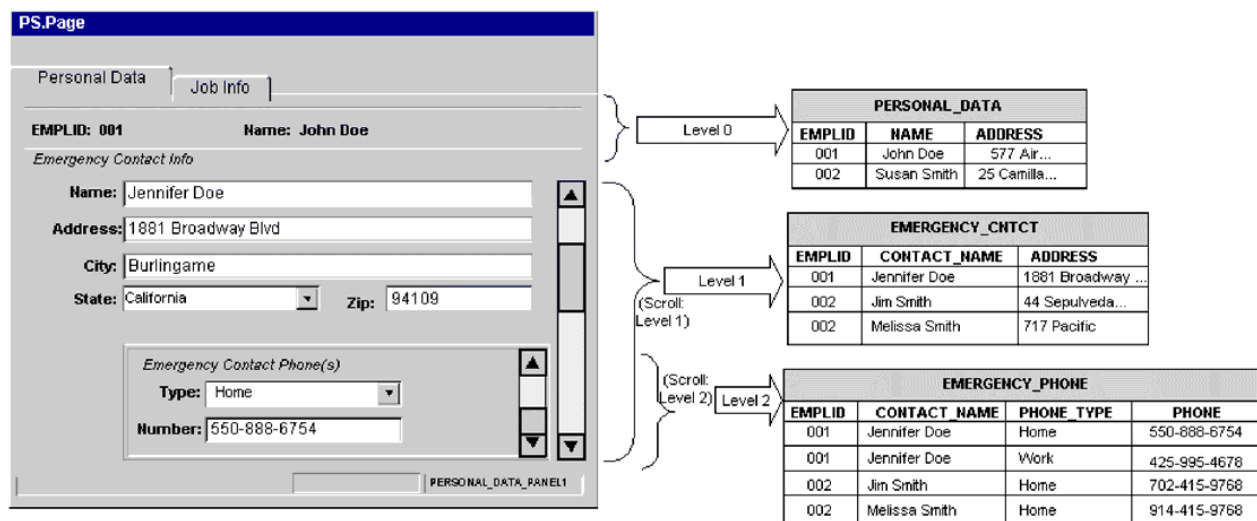 PS.Page
Personal Data
Job Info
EMPLID: 001 Name: John Doe
Emergency Contact Info
Name: Jennifer Doe
Address: 1881 Broadway Blvd
City: Burlingame
State: California Zip: 94109
Emergency Contact Phone(s)
Type: Home
Number: 550-888-6754
PERSONAL_DATA_PANEL1
Level 0
PERSONAL_DATA
EMPLID NAME ADDRESS
001 John Doe 577 Air...
002 Susan Smith 25 Camilla...
Level 1
(Scroll:
Level 1)
EMERGENCY_CNTCT
EMPLID CONTACT_NAME ADDRESS
001 Jennifer Doe 1881 Broadway ...
002 Jim Smith 44 Sepulveda...
002 Melissa Smith 717 Pacific
(Scroll:
Level 2)
Level 2
EMERGENCY_PHONE
EMPLID CONTACT_NAME PHONE_TYPE PHONE
001 Jennifer Doe Home 550-888-6754
001 Jennifer Doe Work 425-995-4678
002 Jim Smith Home 702-415-9768
002 Melissa Smith Home 914-415-9768